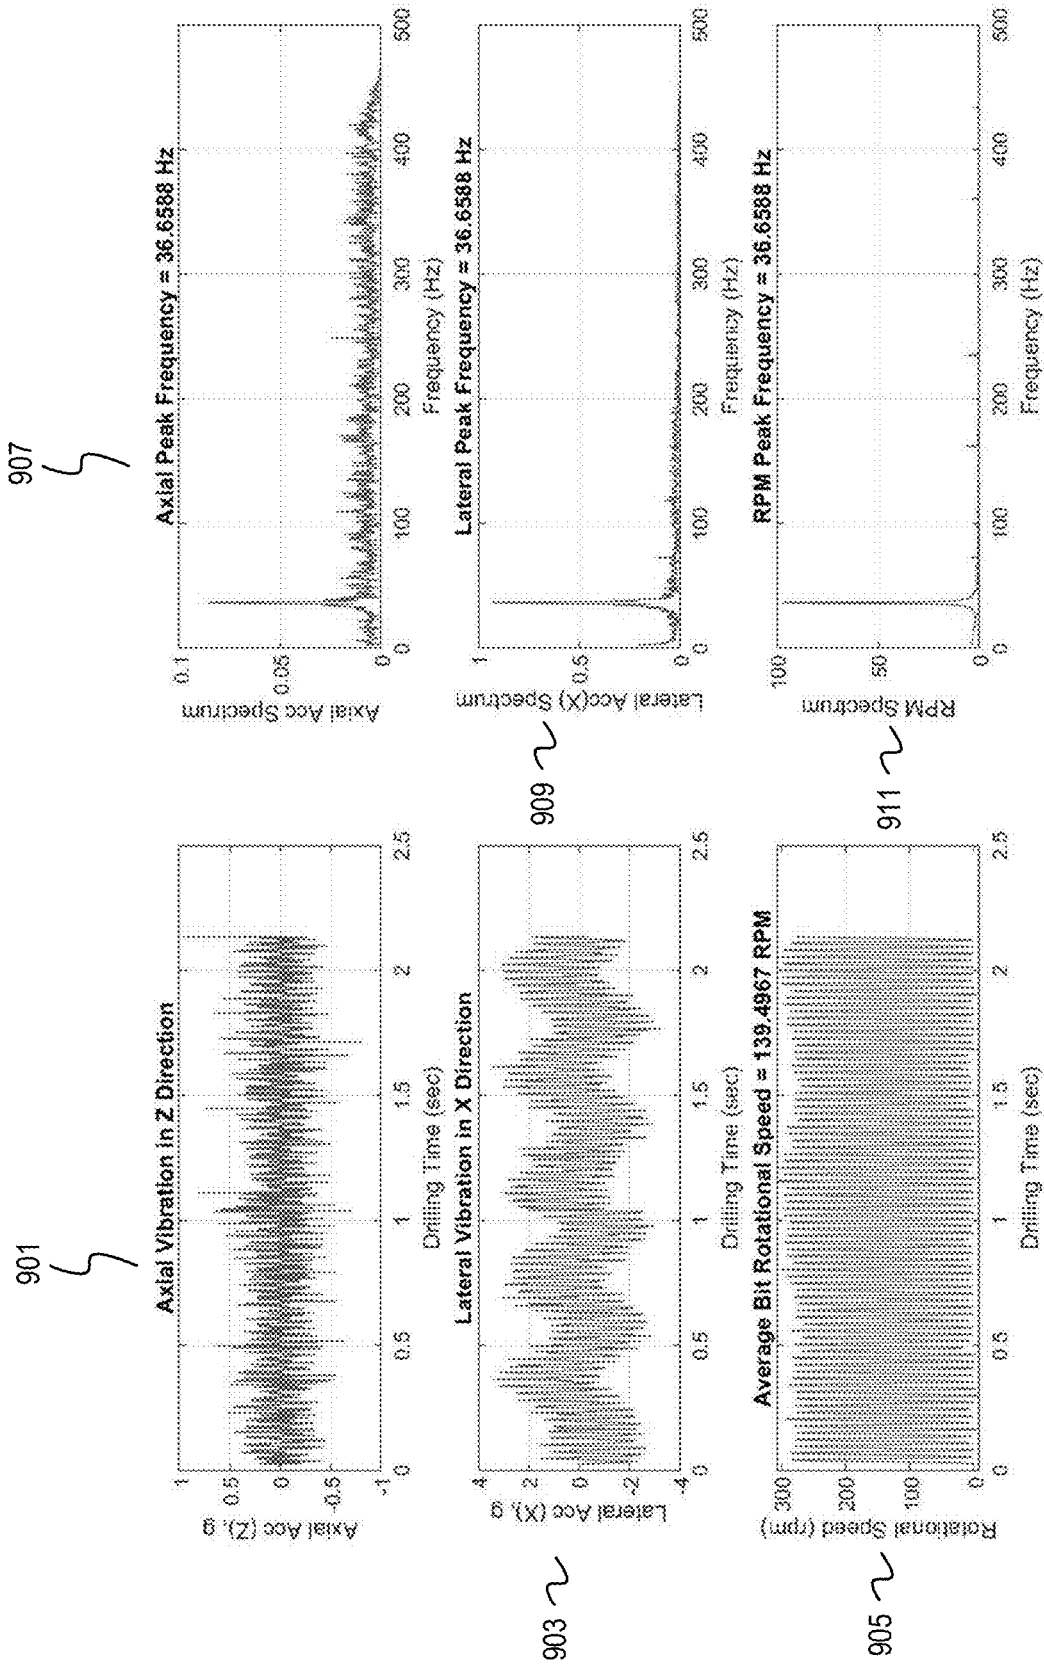 901
Axial Vibration in Z Direction
Axial Acc (Z), g
1
0.5
0
-0.5
-1
0 0.5 1 1.5 2 2.5
Drilling Time (sec)
907
Axial Peak Frequency = 36.6588 Hz
Axial Acc Spectrum
0.1
0.05
0
0 100 200 300 400 500
Frequency (Hz)
903
Lateral Vibration in X Direction
Lateral Acc (X), g
4
2
0
-2
-4
0 0.5 1 1.5 2 2.5
Drilling Time (sec)
909
Lateral Peak Frequency = 36.6588 Hz
Lateral Acc(X) Spectrum
1
0.5
0
0 100 200 300 400 500
Frequency (Hz)
905
Average Bit Rotational Speed = 139.4967 RPM
Rotational Speed (rpm)
300
200
100
0
0 0.5 1 1.5 2 2.5
Drilling Time (sec)
911
RPM Peak Frequency = 36.6588 Hz
RPM Spectrum
100
50
0
0 100 200 300 400 500
Frequency (Hz)